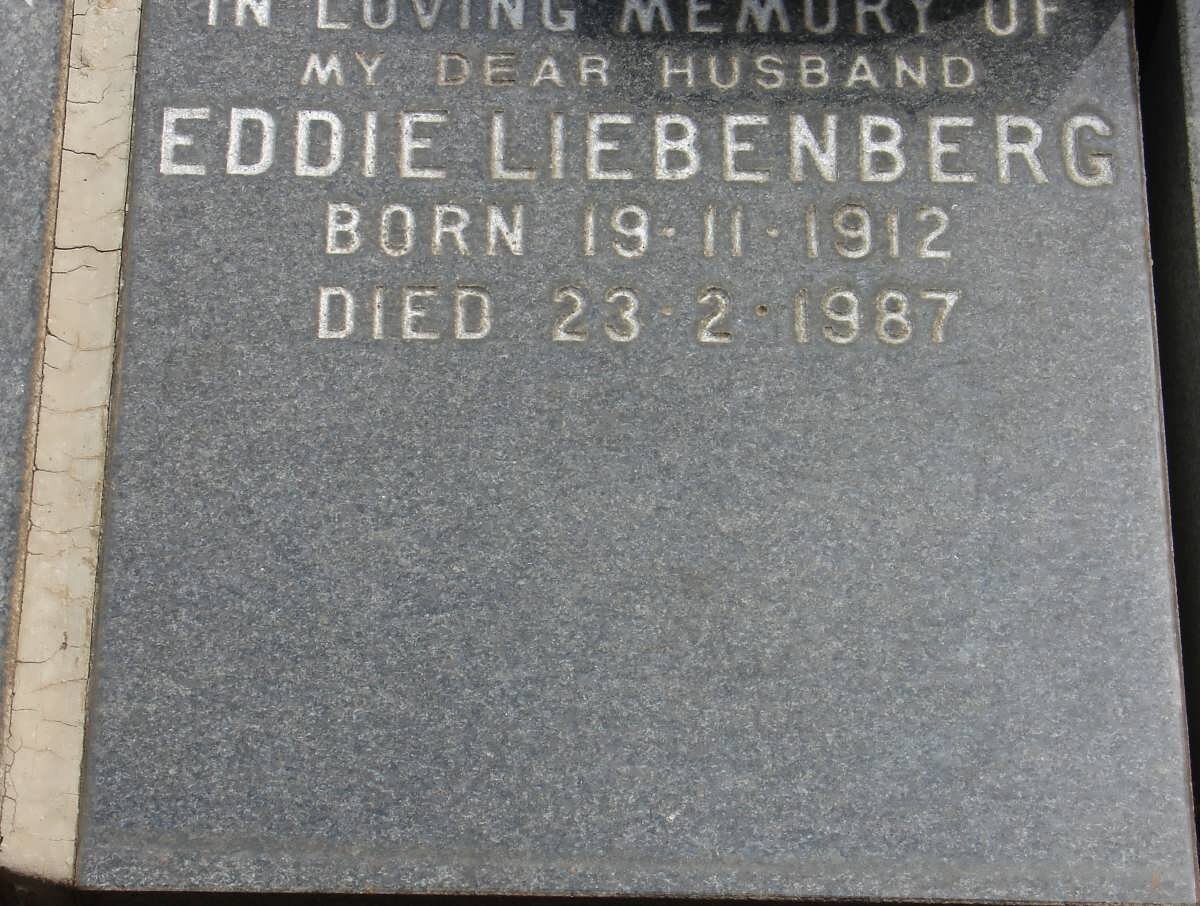 IN LOVING MEMORY OF
MY DEAR HUSBAND
EDDIE LIEBENBERG
BORN 19·11·1912
DIED 23·2·1987